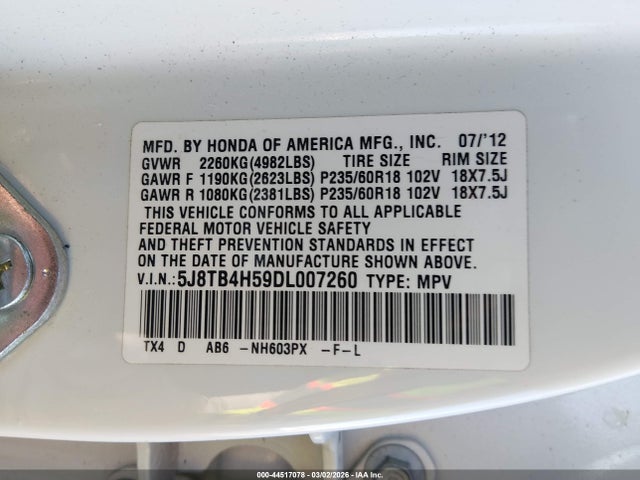 MFD. BY HONDA OF AMERICA MFG., INC. 07/'12
GVWR 2260KG(4982LBS) TIRE SIZE RIM SIZE
GAWR F 1190KG(2623LBS) P235/60R18 102V 18X7.5J
GAWR R 1080KG(2381LBS) P235/60R18 102V 18X7.5J
THIS VEHICLE CONFORMS TO ALL APPLICABLE
FEDERAL MOTOR VEHICLE SAFETY
AND THEFT PREVENTION STANDARDS IN EFFECT
ON THE DATE OF MANUFACTURE SHOWN ABOVE.
V.I.N.:5J8TB4H59DL007260 TYPE: MPV
TX4 D AB6 -NH603PX -F-L
000-44517078 - 03/02/2026 - IAA Inc.